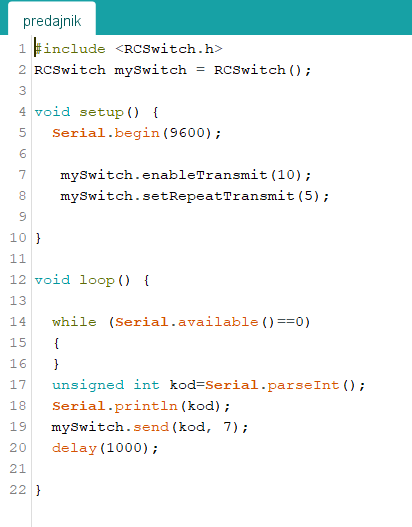 predajnik
1 #include <RCSwitch.h>
2 RCSwitch mySwitch = RCSwitch();
3
4 void setup() {
5   Serial.begin(9600);
6
7    mySwitch.enableTransmit(10);
8    mySwitch.setRepeatTransmit(5);
9
10 }
11
12 void loop() {
13
14   while (Serial.available()==0)
15   {
16   }
17   unsigned int kod=Serial.parseInt();
18   Serial.println(kod);
19   mySwitch.send(kod, 7);
20   delay(1000);
21
22 }